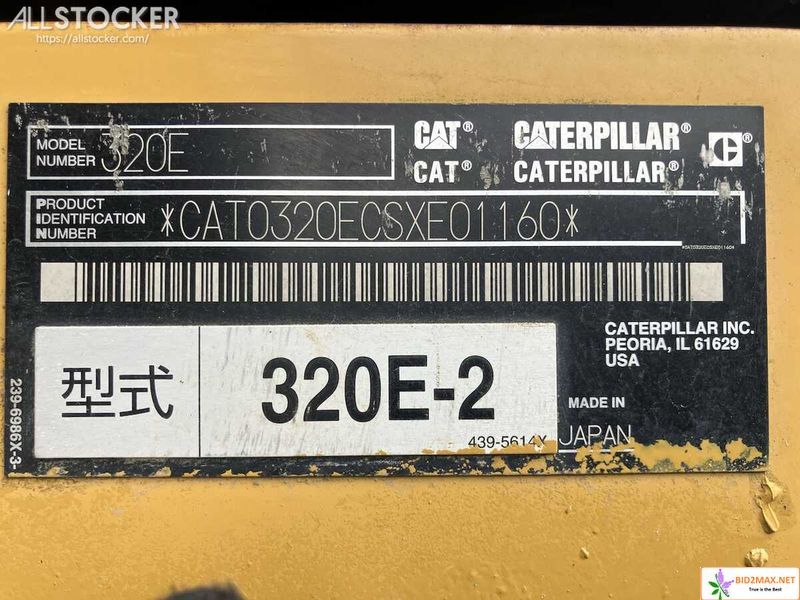 ALLSTOCKER
https://allstocker.com/
MODEL NUMBER 320E
CAT® CATERPILLAR® C®
CAT® CATERPILLAR®
PRODUCT IDENTIFICATION NUMBER *CAT0320ECSXE01160*
*CAT0320ECSXE01160*
CATERPILLAR INC.
PEORIA, IL 61629
USA
型式 320E-2
439-5614X
MADE IN
JAPAN
239-6986X-3
BID2MAX.NET
True is the Best